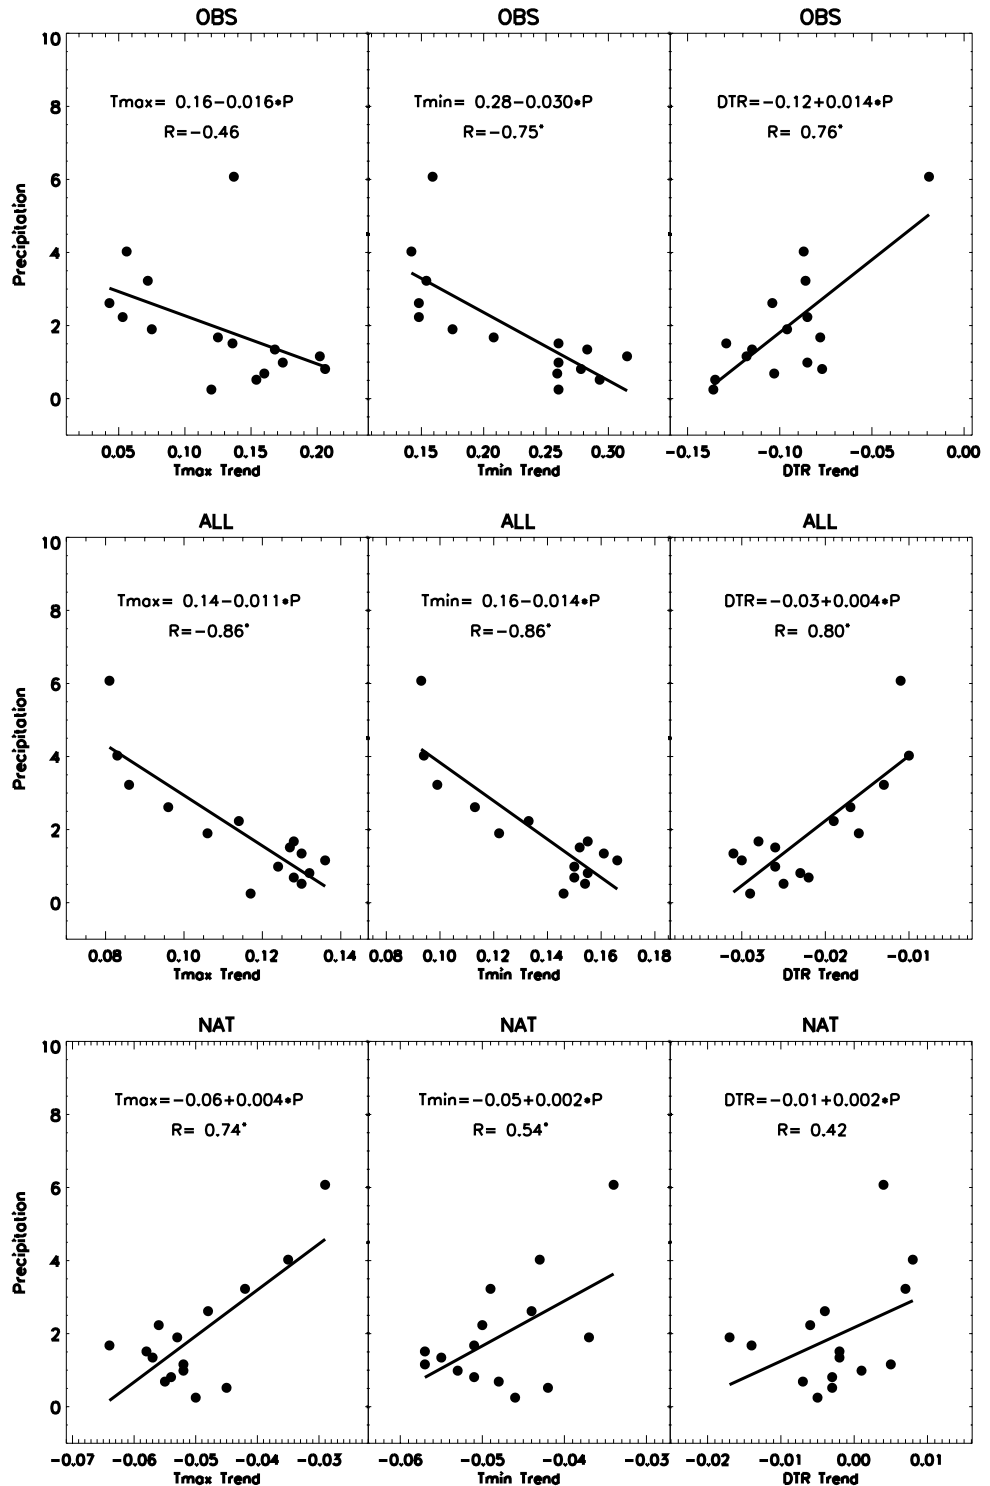 OBS OBS OBS
10
Tmax= 0.16-0.016*P Tmin= 0.28-0.030*P DTR=-0.12+0.014*P
8
R=-0.46 R=-0.75* R= 0.76*
6
Precipitation
4
2
0
0.05 0.10 0.15 0.20 0.15 0.20 0.25 0.30 -0.15 -0.10 -0.05 0.00
Tmax Trend Tmin Trend DTR Trend
ALL ALL ALL
10
Tmax= 0.14-0.011*P Tmin= 0.16-0.014*P DTR=-0.03+0.004*P
8
R=-0.86* R=-0.86* R= 0.80*
6
Precipitation
4
2
0
0.08 0.10 0.12 0.14 0.08 0.10 0.12 0.14 0.16 0.18 -0.03 -0.02 -0.01
Tmax Trend Tmin Trend DTR Trend
NAT NAT NAT
10
Tmax=-0.06+0.004*P Tmin=-0.05+0.002*P DTR=-0.01+0.002*P
8
R= 0.74* R= 0.54* R= 0.42
6
Precipitation
4
2
0
-0.07 -0.06 -0.05 -0.04 -0.03 -0.06 -0.05 -0.04 -0.03 -0.02 -0.01 0.00 0.01
Tmax Trend Tmin Trend DTR Trend